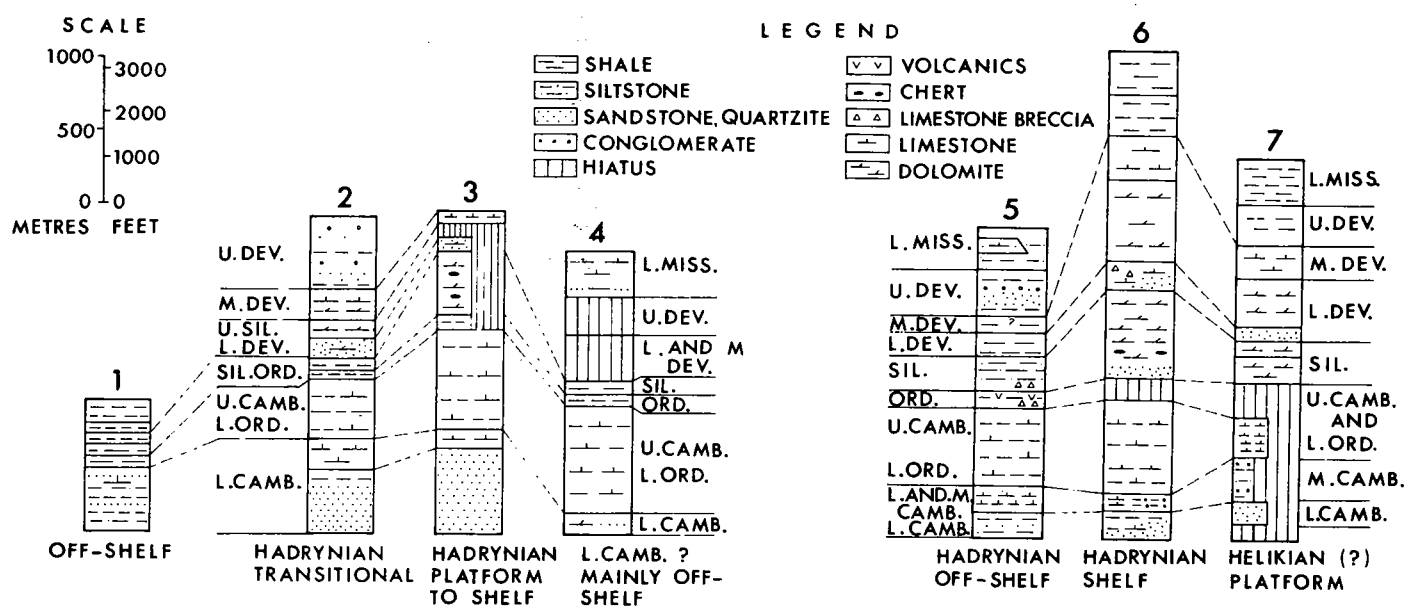 SCALE
1000 3000
2000
500
1000
0 0
METRES FEET
LEGEND
SHALE
SILTSTONE
SANDSTONE, QUARTZITE
CONGLOMERATE
HIATUS
VOLCANICS
CHERT
LIMESTONE BRECCIA
LIMESTONE
DOLOMITE
1
OFF-SHELF
2
U. DEV.
M. DEV.
U. SIL.
L. DEV.
SIL. ORD.
U. CAMB.
L. ORD.
L. CAMB.
HADRYNIAN
TRANSITIONAL
3
HADRYNIAN
PLATFORM
TO SHELF
4
L. MISS.
U. DEV.
L. AND M
DEV.
SIL.
ORD.
U. CAMB.
L. ORD.
L. CAMB.
L. CAMB. ?
MAINLY OFF-
SHELF
5
L. MISS.
U. DEV.
M. DEV.
?
L. DEV.
SIL.
ORD.
U. CAMB.
L. ORD.
L. AND. M.
CAMB.
L. CAMB.
HADRYNIAN
OFF-SHELF
6
HADRYNIAN
SHELF
7
L. MISS.
U. DEV.
M. DEV.
L. DEV.
SIL.
U. CAMB.
AND
L. ORD.
M. CAMB.
L. CAMB.
HELIKIAN (?)
PLATFORM